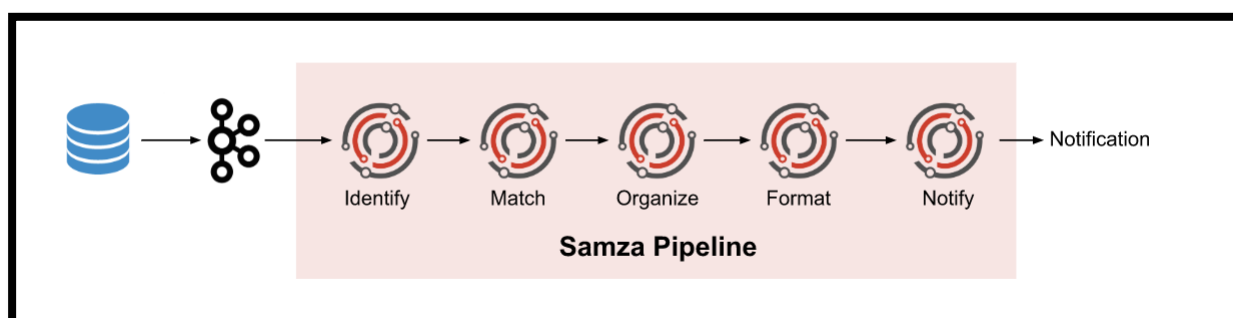 Notification
Identify
Match
Organize
Format
Notify
Samza Pipeline